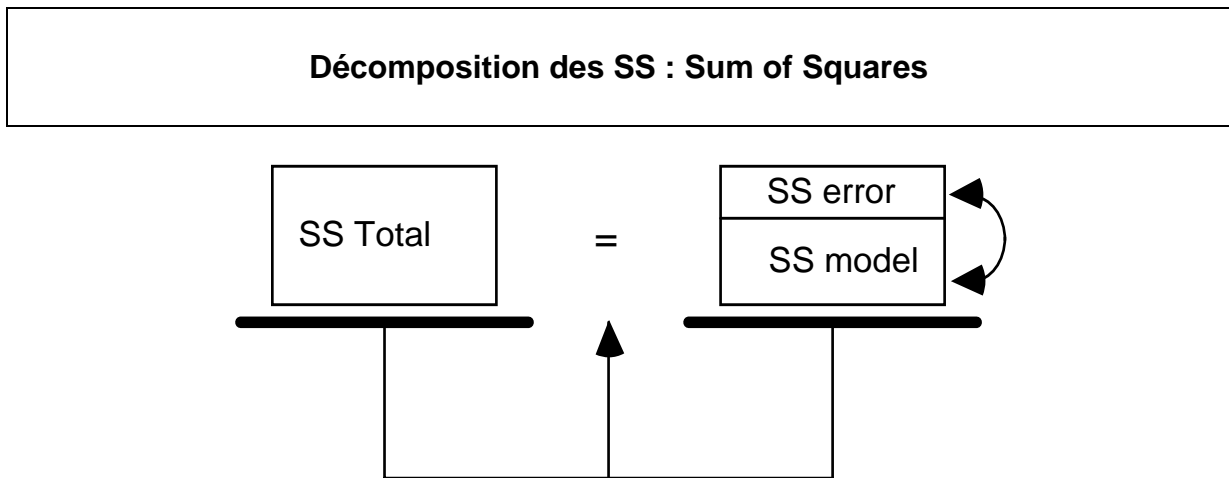 Décomposition des SS : Sum of Squares
SS Total
=
SS error
SS model